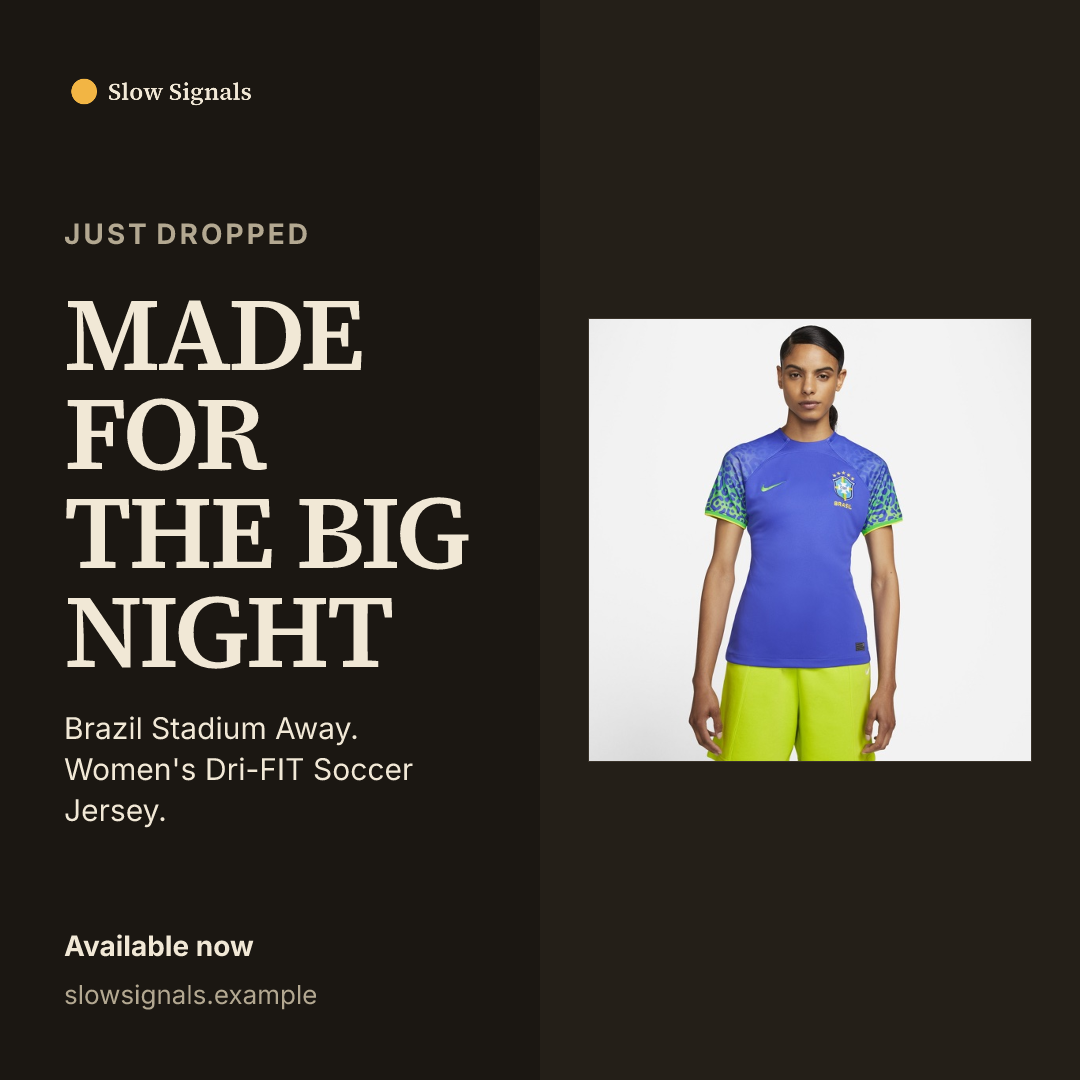 Slow Signals
JUST DROPPED
MADE
FOR
THE BIG
NIGHT
Brazil Stadium Away.
Women's Dri-FIT Soccer
Jersey.
Available now
slowsignals.example
BRASIL